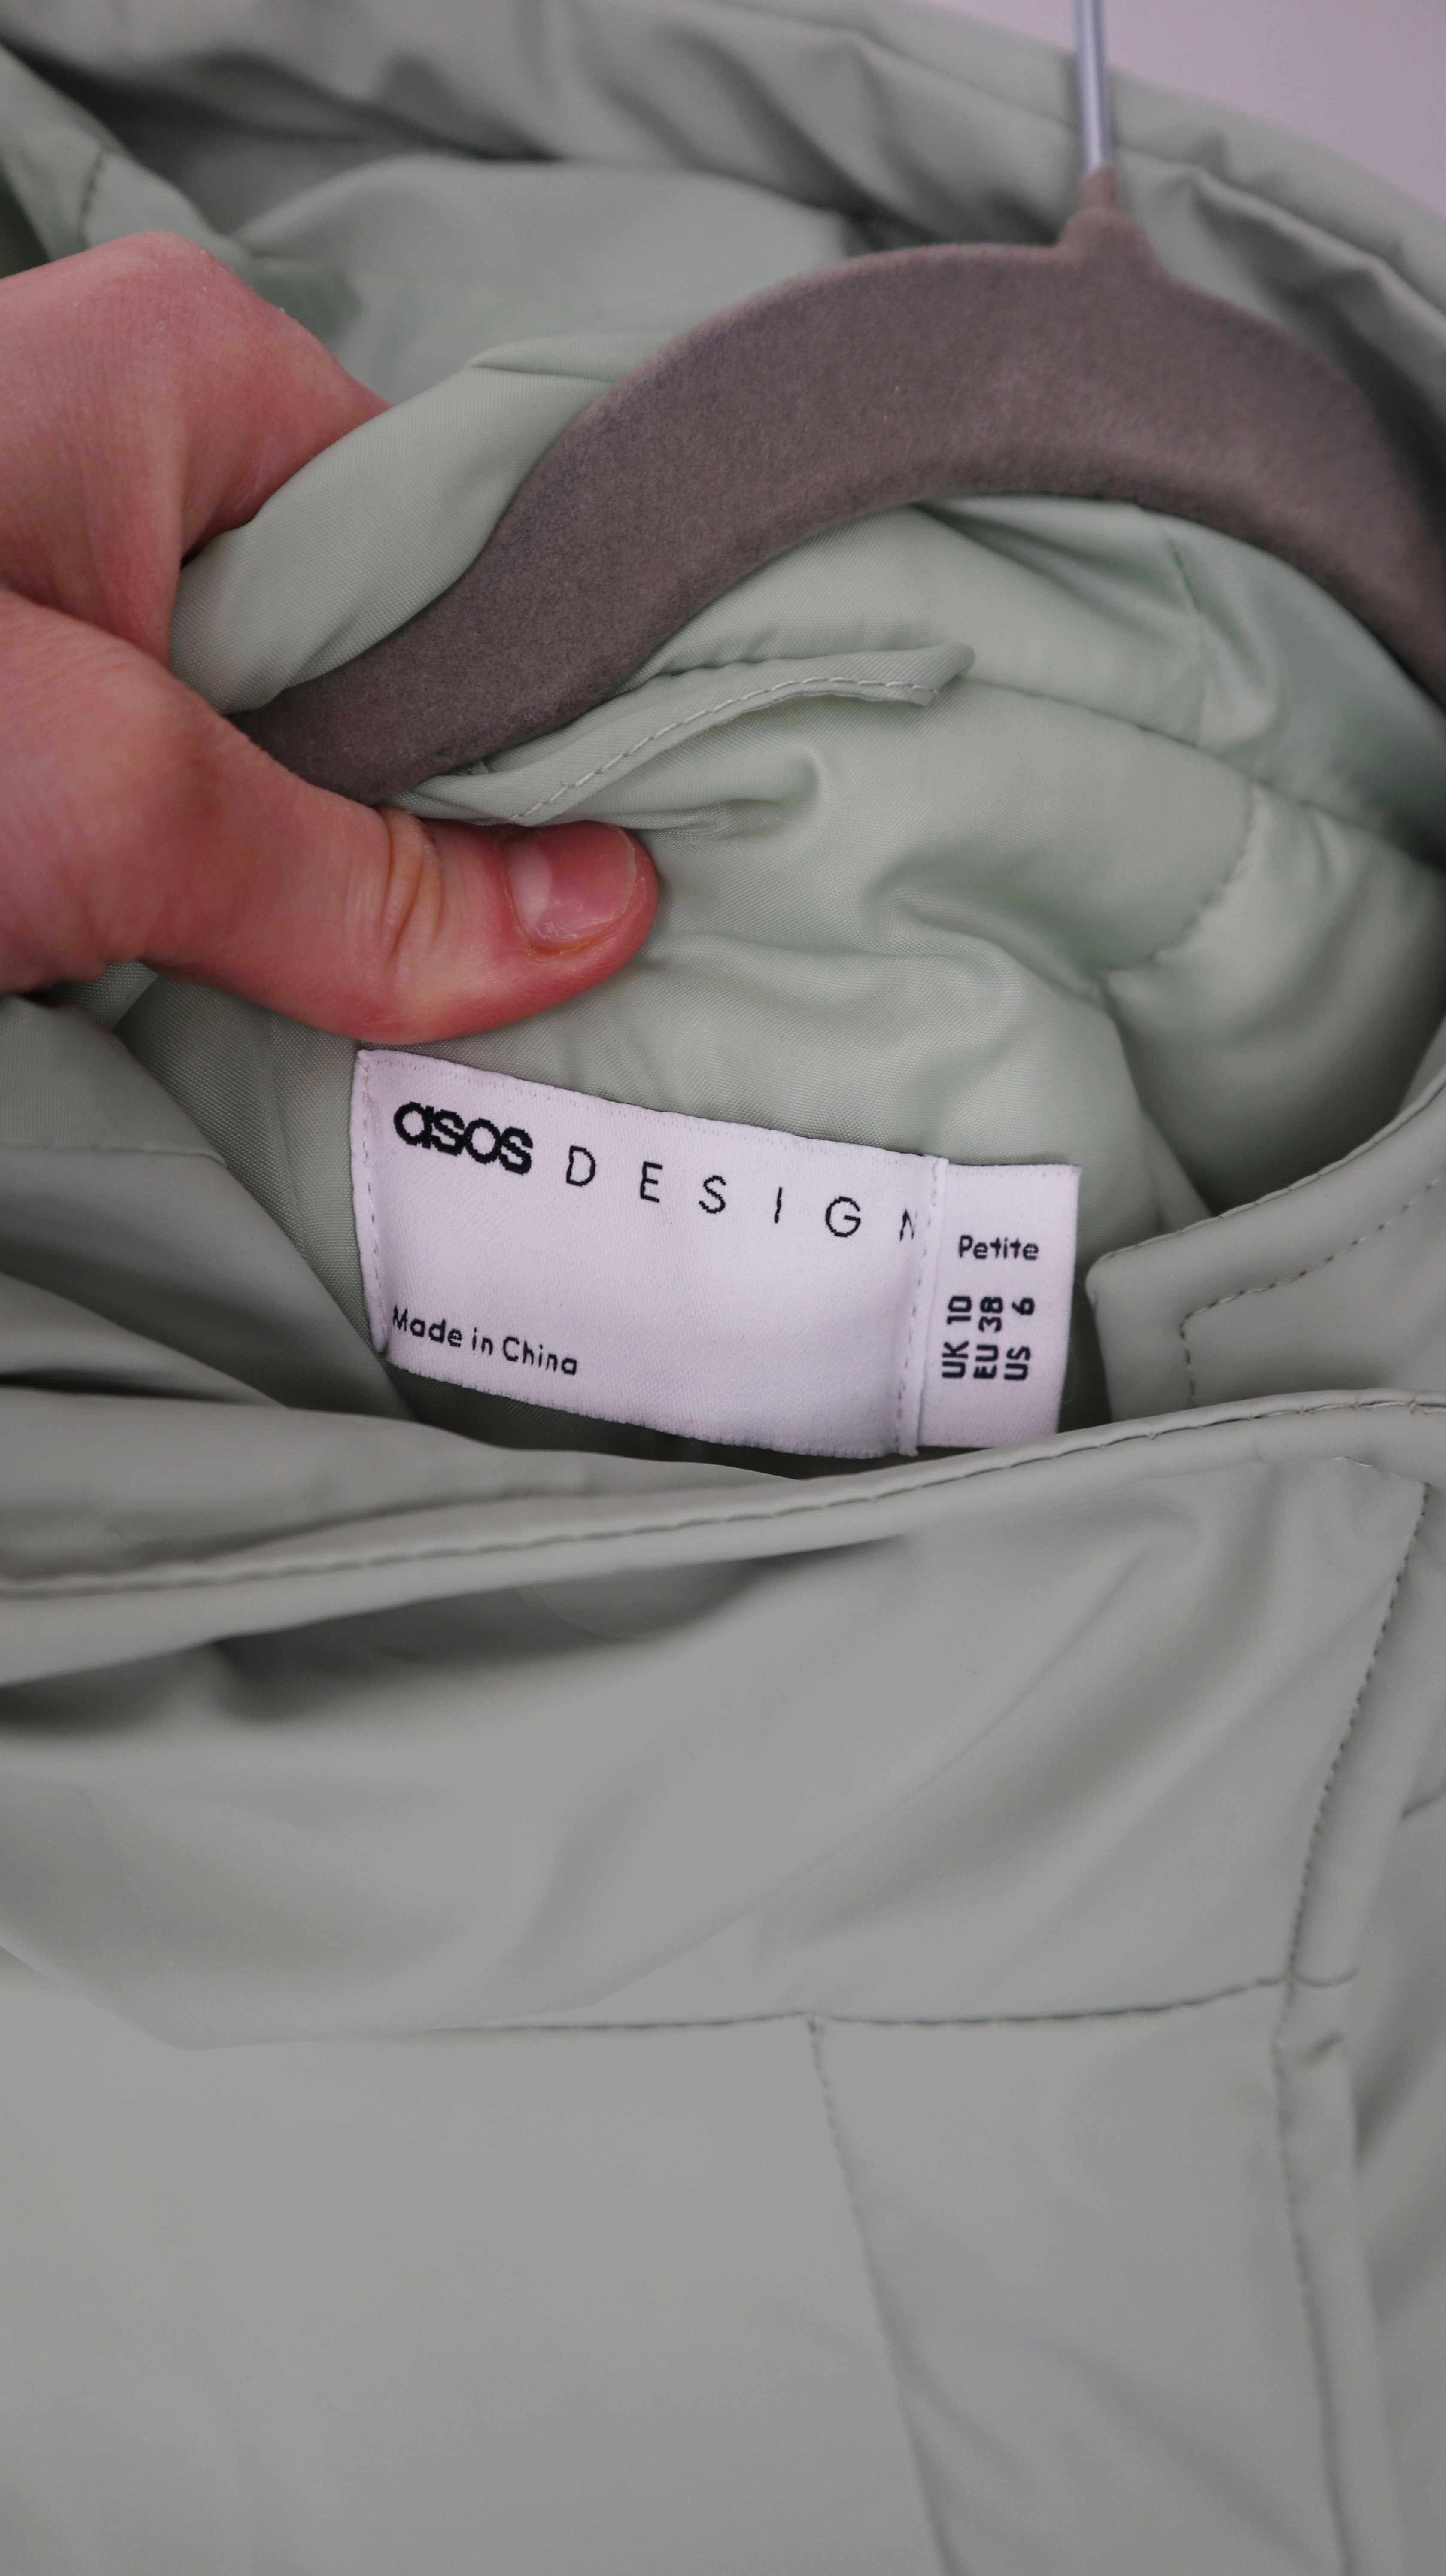 asos DESIGN
Made in China
Petite
UK 10
EU 38
US 6